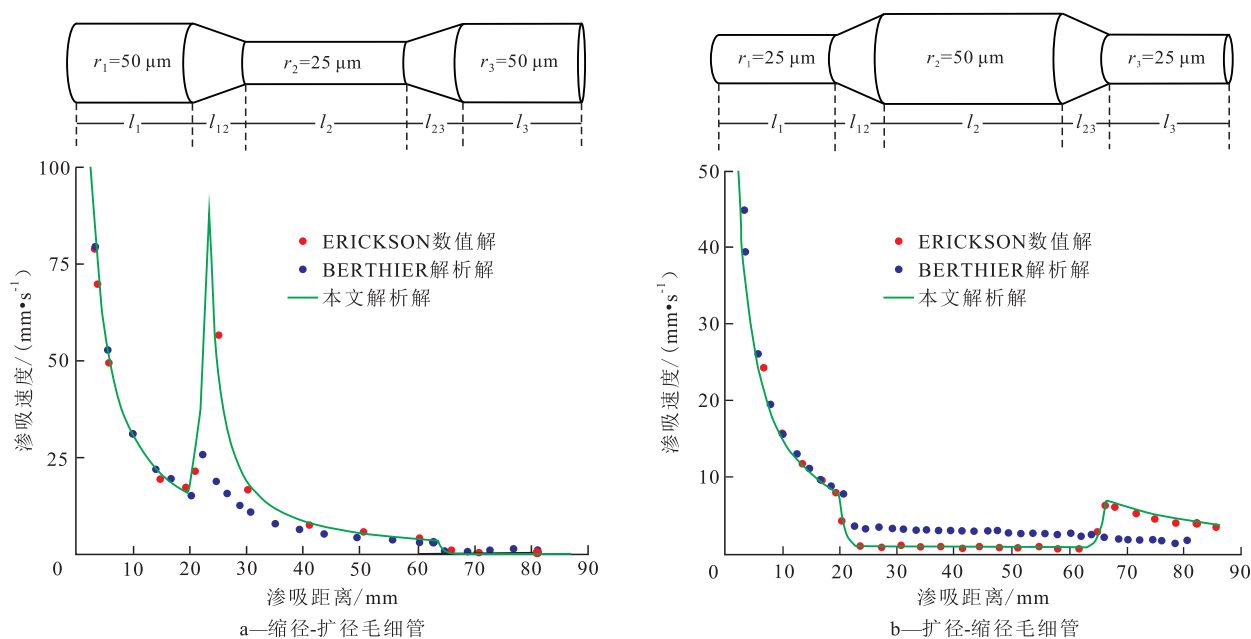 r₁=50 μm
r₂=25 μm
r₃=50 μm
l₁
l₁₂
l₂
l₂₃
l₃
100
75
50
25
渗吸速度/(mm•s⁻¹)
ERICKSON数值解
BERTHIER解析解
本文解析解
0 10 20 30 40 50 60 70 80 90
渗吸距离/mm
a—缩径-扩径毛细管
r₁=25 μm
r₂=50 μm
r₃=25 μm
l₁
l₁₂
l₂
l₂₃
l₃
50
40
30
20
10
渗吸速度/(mm•s⁻¹)
ERICKSON数值解
BERTHIER解析解
本文解析解
0 10 20 30 40 50 60 70 80 90
渗吸距离/mm
b—扩径-缩径毛细管